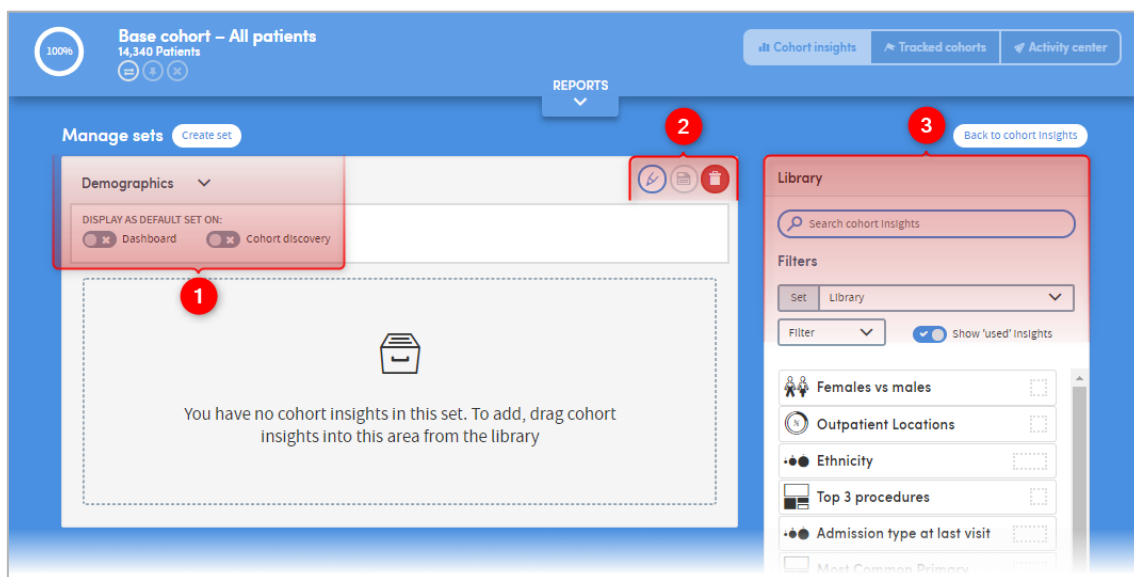 100%
Base cohort – All patients
14,340 Patients
Cohort insights
Tracked cohorts
Activity center
REPORTS
Manage sets
Create set
2
3
Back to cohort insights
Demographics
DISPLAY AS DEFAULT SET ON:
Dashboard
Cohort discovery
1
You have no cohort insights in this set. To add, drag cohort
insights into this area from the library
Library
Search cohort insights
Filters
Set
Library
Filter
Show 'used' insights
Females vs males
Outpatient Locations
Ethnicity
Top 3 procedures
Admission type at last visit
Most Common Primary